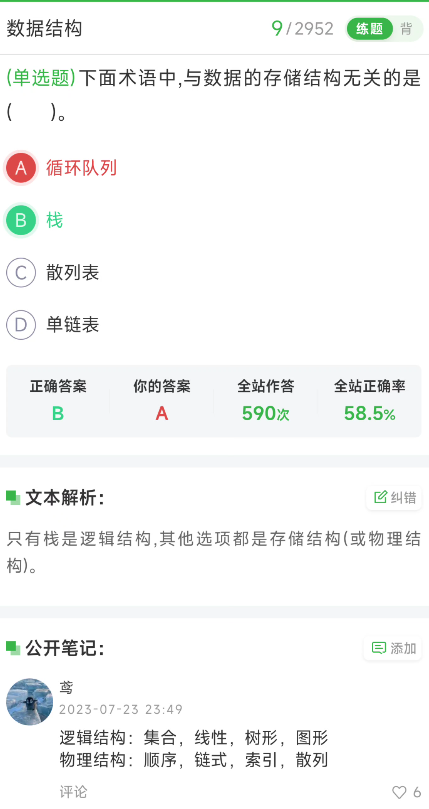 数据结构 9/2952 练题 背
(单选题)下面术语中,与数据的存储结构无关的是
( )。
A 循环队列
B 栈
C 散列表
D 单链表
正确答案 你的答案 全站作答 全站正确率
B A 590次 58.5%
文本解析： 纠错
只有栈是逻辑结构,其他选项都是存储结构(或物理结
构)。
公开笔记： 添加
鸢
2023-07-23 23:49
逻辑结构：集合，线性，树形，图形
物理结构：顺序，链式，索引，散列
评论 6